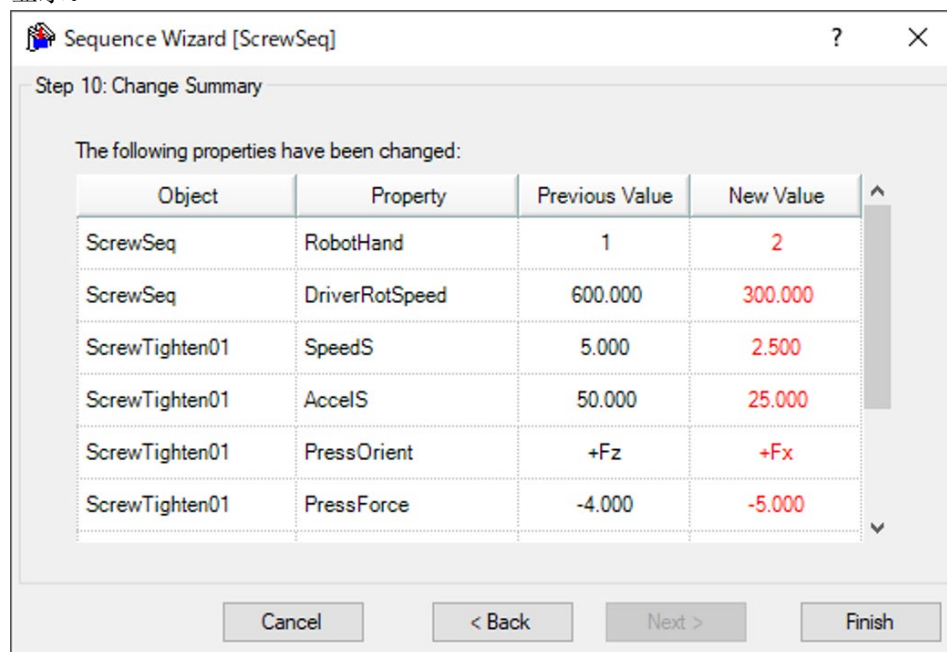 Sequence Wizard [ScrewSeq]
Step 10: Change Summary
The following properties have been changed:
Object Property Previous Value New Value
ScrewSeq RobotHand 1 2
ScrewSeq DriverRotSpeed 600.000 300.000
ScrewTighten01 SpeedS 5.000 2.500
ScrewTighten01 AccelS 50.000 25.000
ScrewTighten01 PressOrient +Fz +Fx
ScrewTighten01 PressForce -4.000 -5.000
Cancel < Back Next > Finish